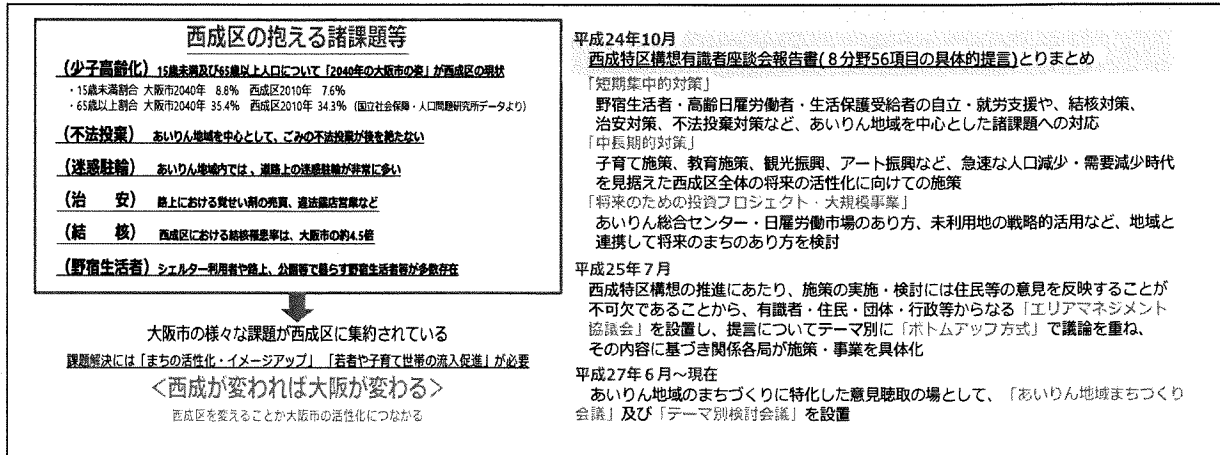 西成区の抱える諸課題等
(少子高齢化) 15歳未満及び65歳以上人口について「2040年の大阪市の姿」が西成区の現状
・15歳未満割合 大阪市2040年 8.8% 西成区2010年 7.6%
・65歳以上割合 大阪市2040年 35.4% 西成区2010年 34.3% (国立社会保障・人口問題研究所データより)
(不法投棄) あいりん地域を中心として、ごみの不法投棄が後を絶たない
(迷惑駐輪) あいりん地域内では、道路上の迷惑駐輪が非常に多い
(治 安) 路上における覚せい剤の売買、違法露店営業など
(結 核) 西成区における結核罹患率は、大阪市の約4.5倍
(野宿生活者) シェルター利用者や路上、公園等で暮らす野宿生活者等が多数存在
大阪市の様々な課題が西成区に集約されている
課題解決には「まちの活性化・イメージアップ」「若者や子育て世帯の流入促進」が必要
<西成が変われば大阪が変わる>
西成区を変えることが大阪市の活性化につながる
平成24年10月
西成特区構想有識者座談会報告書(8分野56項目の具体的提言)とりまとめ
「短期集中的対策」
野宿生活者・高齢日雇労働者・生活保護受給者の自立・就労支援や、結核対策、
治安対策、不法投棄対策など、あいりん地域を中心とした諸課題への対応
「中長期的対策」
子育て施策、教育施策、観光振興、アート振興など、急速な人口減少・需要減少時代
を見据えた西成区全体の将来の活性化に向けての施策
「将来のための投資プロジェクト・大規模事業」
あいりん総合センター・日雇労働市場のあり方、未利用地の戦略的活用など、地域と
連携して将来のまちのあり方を検討
平成25年7月
西成特区構想の推進にあたり、施策の実施・検討には住民等の意見を反映することが
不可欠であることから、有識者・住民・団体・行政等からなる「エリアマネジメント
協議会」を設置し、提言についてテーマ別に「ボトムアップ方式」で議論を重ね、
その内容に基づき関係各局が施策・事業を具体化
平成27年6月~現在
あいりん地域のまちづくりに特化した意見聴取の場として、「あいりん地域まちづくり
会議」及び「テーマ別検討会議」を設置